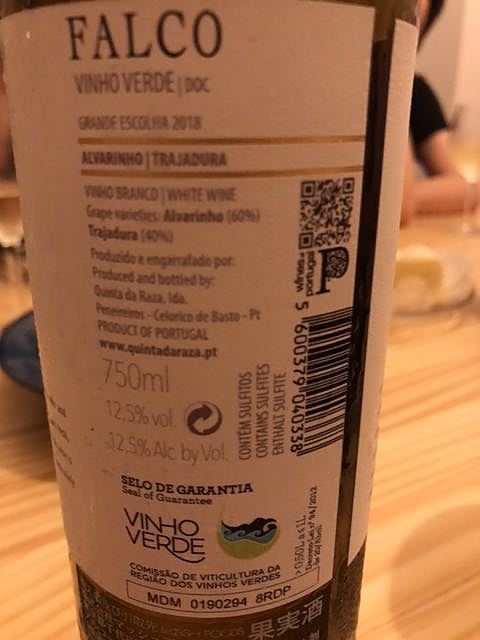 FALCO
VINHO VERDE | DOC
GRANDE ESCOLHA 2018
ALVARINHO | TRAJADURA
VINHO BRANCO | WHITE WINE
Grape varieties: Alvarinho (60%)
Trajadura (40%)
Produzido e engarrafado por:
Produced and bottled by:
Quinta da Raza, lda.
Peneireiros - Celorico de Basto - Pt
PRODUCT OF PORTUGAL
www.quintadaraza.pt
750ml
12,5% vol.
12,5% Alc by Vol.
CONTÉM SULFITOS
CONTAINS SULFITES
ENTHALT SULFITE
wines of
portugal
5 600379 040338
SELO DE GARANTIA
Seal of Guarantee
VINHO
VERDE
COMISSÃO DE VITICULTURA DA
REGIÃO DOS VINHOS VERDES
MDM 0190294 8RDP
果実酒